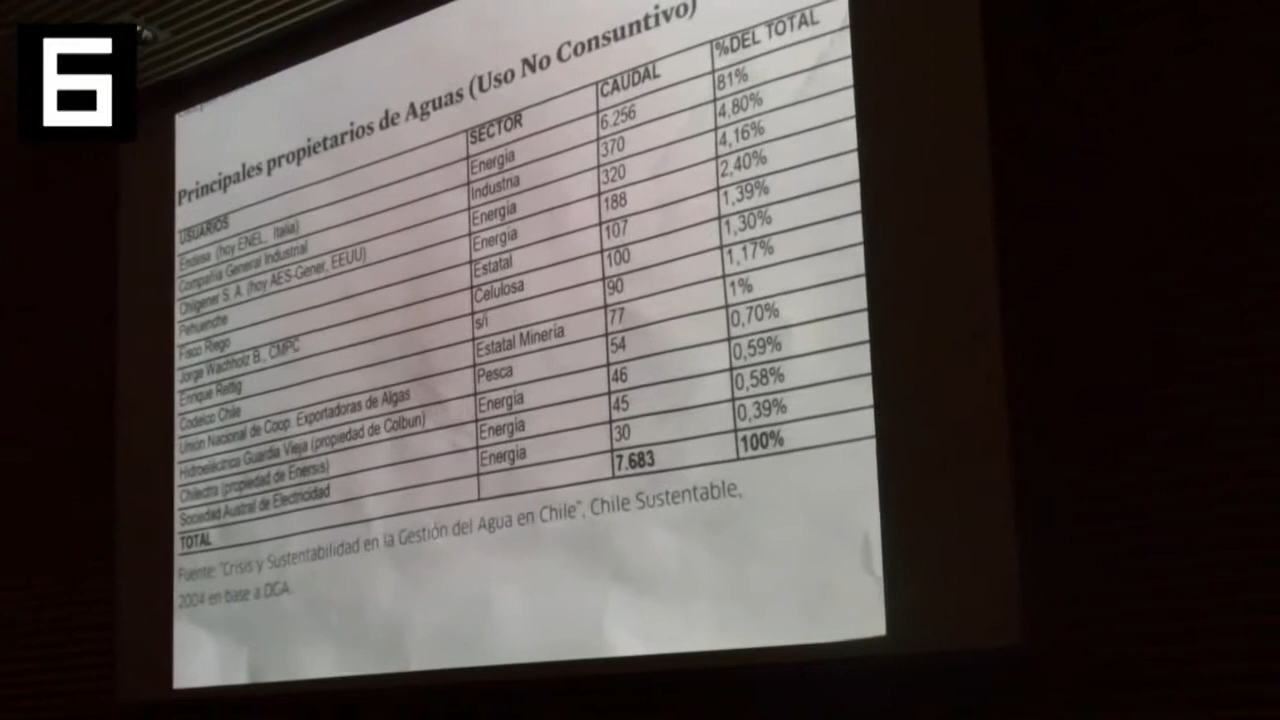 6
Principales propietarios de Aguas (Uso No Consuntivo)
USUARIOS SECTOR CAUDAL %DEL TOTAL
Endesa (hoy ENEL, Italia) Energía 6.256 81%
Compañía General Industrial Industria 370 4,80%
Chilgener S. A. (hoy AES-Gener, EEUU) Energía 320 4,16%
Pehuenche Energía 188 2,40%
Fisco Riego Estatal 107 1,39%
Jorge Wachholz B., CMPC Celulosa 100 1,30%
Enrique Rettig s/i 90 1,17%
Codelco Chile Estatal Minería 77 1%
Unión Nacional de Coop. Exportadoras de Algas Pesca 54 0,70%
Hidroeléctrica Guardia Vieja (propiedad de Colbun) Energía 46 0,59%
Chilectra (propiedad de Enersis) Energía 45 0,58%
Sociedad Austral de Electricidad Energía 30 0,39%
TOTAL 7.683 100%
Fuente: "Crisis y Sustentabilidad en la Gestión del Agua en Chile", Chile Sustentable,
2004 en base a DGA.